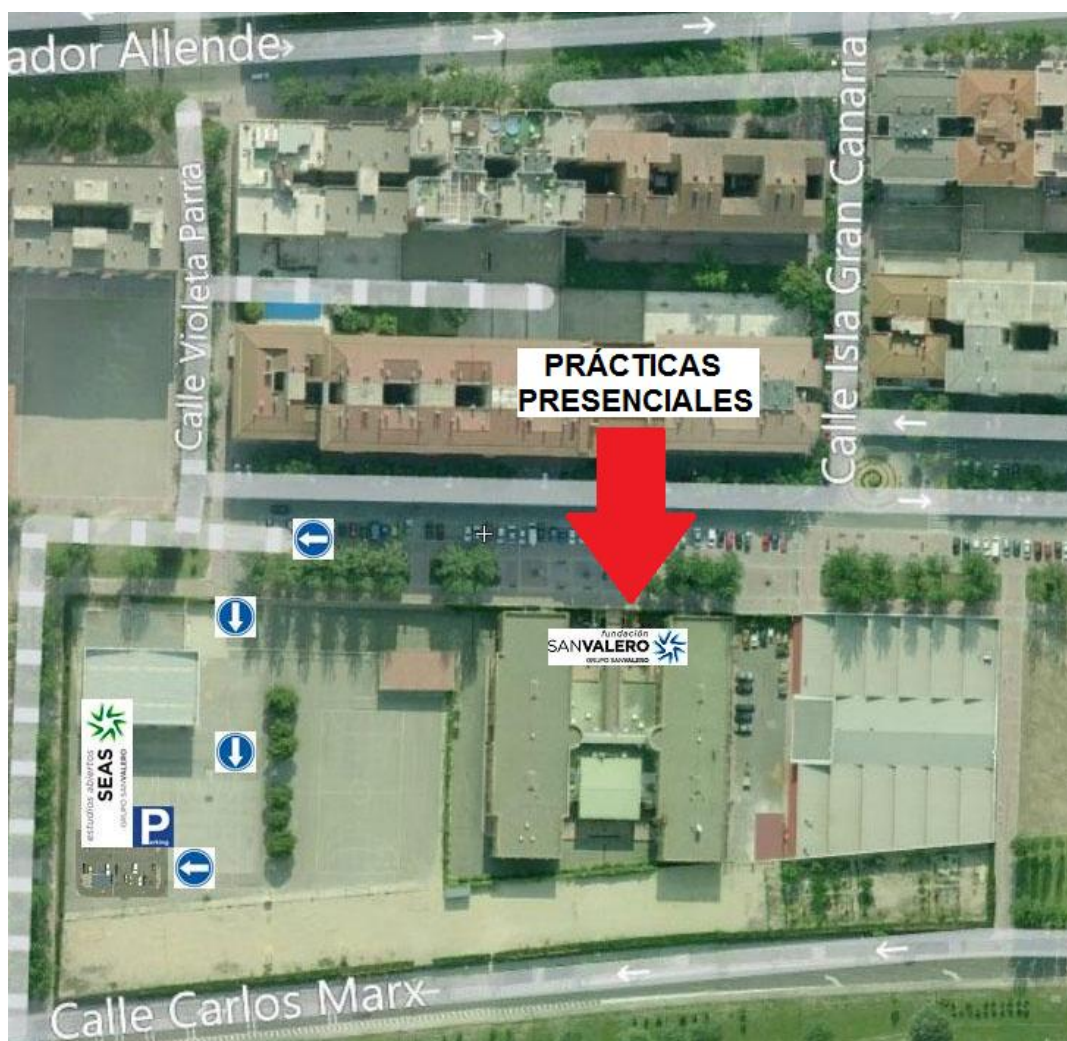 ador Allende
Calle Violeta Parra
Calle Isla Gran Canaria
PRÁCTICAS
PRESENCIALES
fundación
SANVALERO
GRUPO SANVALERO
estudios abiertos
SEAS
GRUPO SANVALERO
P
Parking
Calle Carlos Marx